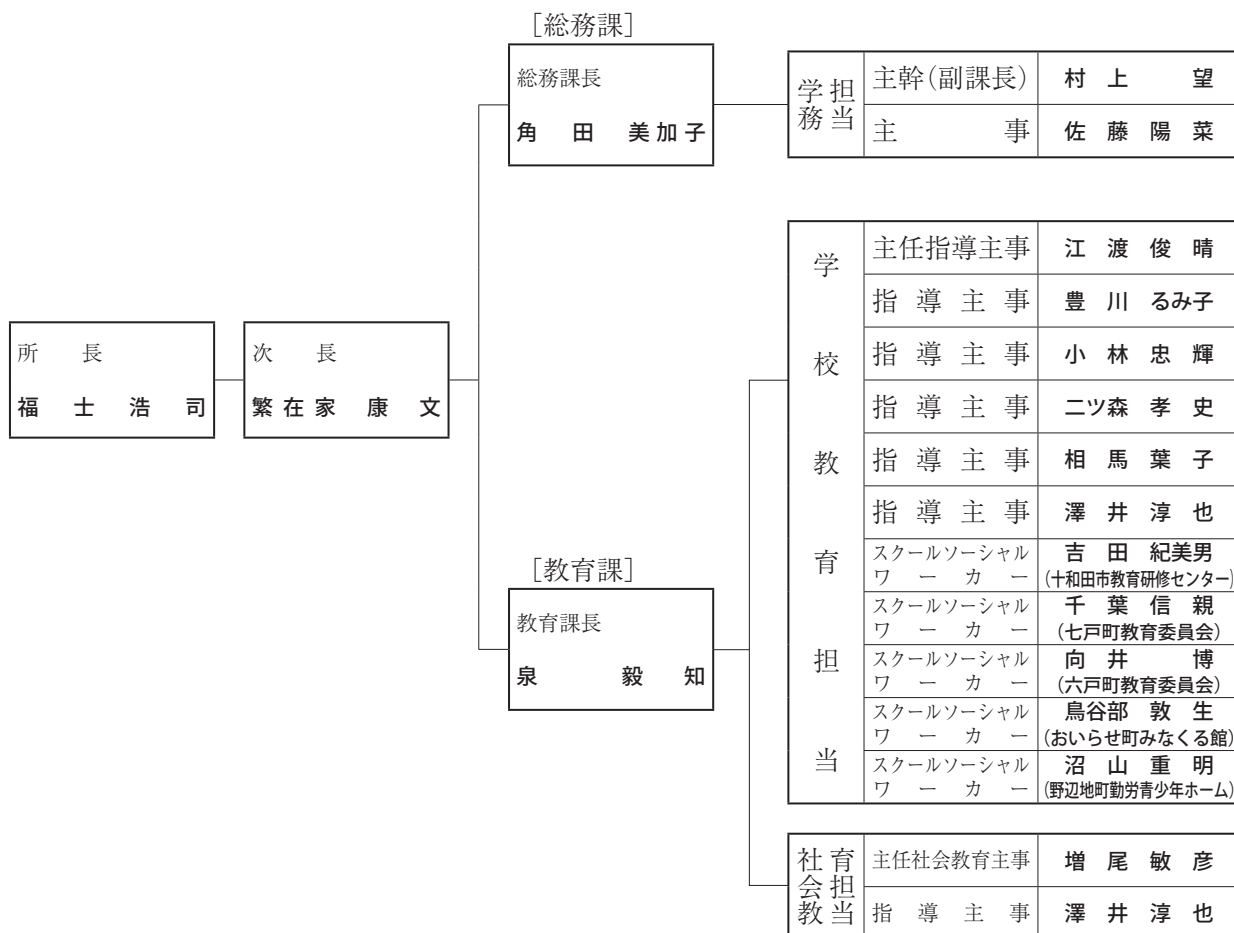 所長
福士浩司
次長
繁在家康文
[総務課]
総務課長
角田美加子
学務担当
主幹(副課長) 村上望
主事 佐藤陽菜
[教育課]
教育課長
泉毅知
学校教育担当
主任指導主事 江渡俊晴
指導主事 豊川るみ子
指導主事 小林忠輝
指導主事 二ツ森孝史
指導主事 相馬葉子
指導主事 澤井淳也
スクールソーシャル 吉田紀美男
ワーカー (十和田市教育研修センター)
スクールソーシャル 千葉信親
ワーカー (七戸町教育委員会)
スクールソーシャル 向井博
ワーカー (六戸町教育委員会)
スクールソーシャル 鳥谷部敦生
ワーカー (おいらせ町みなくる館)
スクールソーシャル 沼山重明
ワーカー (野辺地町勤労青少年ホーム)
社会教育担当
主任社会教育主事 増尾敏彦
指導主事 澤井淳也